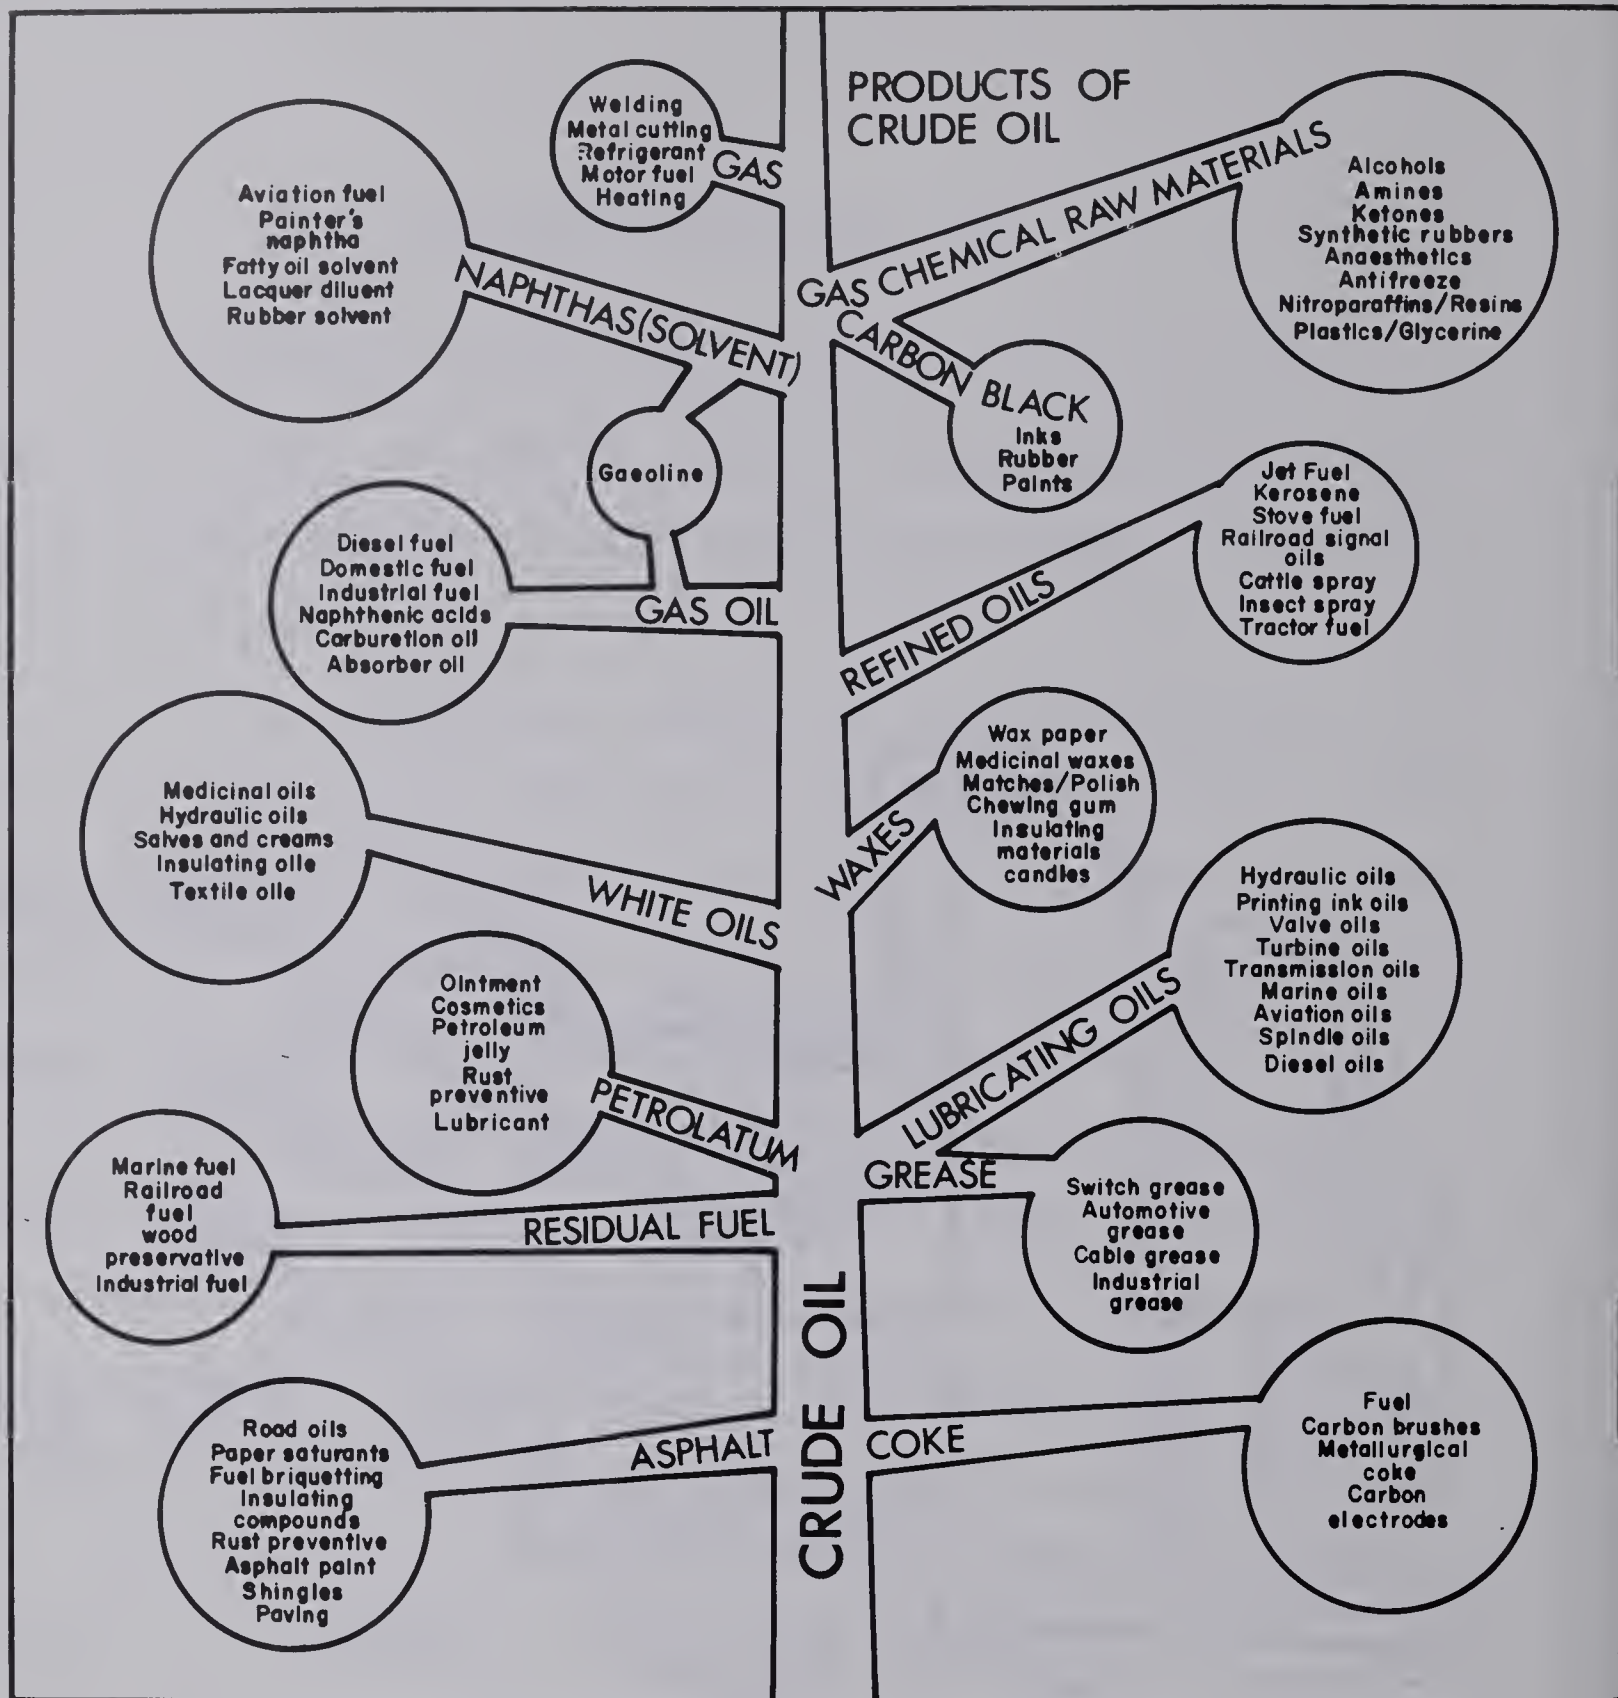 PRODUCTS OF
CRUDE OIL
Welding
Metal cutting
Refrigerant
Motor fuel
Heating
GAS
Aviation fuel
Painter's
naphtha
Fatty oil solvent
Lacquer diluent
Rubber solvent
NAPHTHAS (SOLVENT)
Gasoline
Diesel fuel
Domestic fuel
Industrial fuel
Naphthenic acids
Carburetion oil
Absorber oil
GAS OIL
Medicinal oils
Hydraulic oils
Salves and creams
Insulating oils
Textile oils
WHITE OILS
Ointment
Cosmetics
Petroleum
jelly
Rust
preventive
Lubricant
PETROLATUM
Marine fuel
Railroad
fuel
wood
preservative
Industrial fuel
RESIDUAL FUEL
Road oils
Paper saturants
Fuel briquetting
Insulating
compounds
Rust preventive
Asphalt paint
Shingles
Paving
ASPHALT
CRUDE OIL
GAS CHEMICAL RAW MATERIALS
Alcohols
Amines
Ketones
Synthetic rubbers
Anaesthetics
Antifreeze
Nitroparaffins/Resins
Plastics/Glycerine
CARBON BLACK
Inks
Rubber
Paints
REFINED OILS
Jet Fuel
Kerosene
Stove fuel
Railroad signal
oils
Cattle spray
Insect spray
Tractor fuel
WAXES
Wax paper
Medicinal waxes
Matches/Polish
Chewing gum
Insulating
materials
candles
LUBRICATING OILS
Hydraulic oils
Printing ink oils
Valve oils
Turbine oils
Transmission oils
Marine oils
Aviation oils
Spindle oils
Diesel oils
GREASE
Switch grease
Automotive
grease
Cable grease
Industrial
grease
COKE
Fuel
Carbon brushes
Metallurgical
coke
Carbon
electrodes